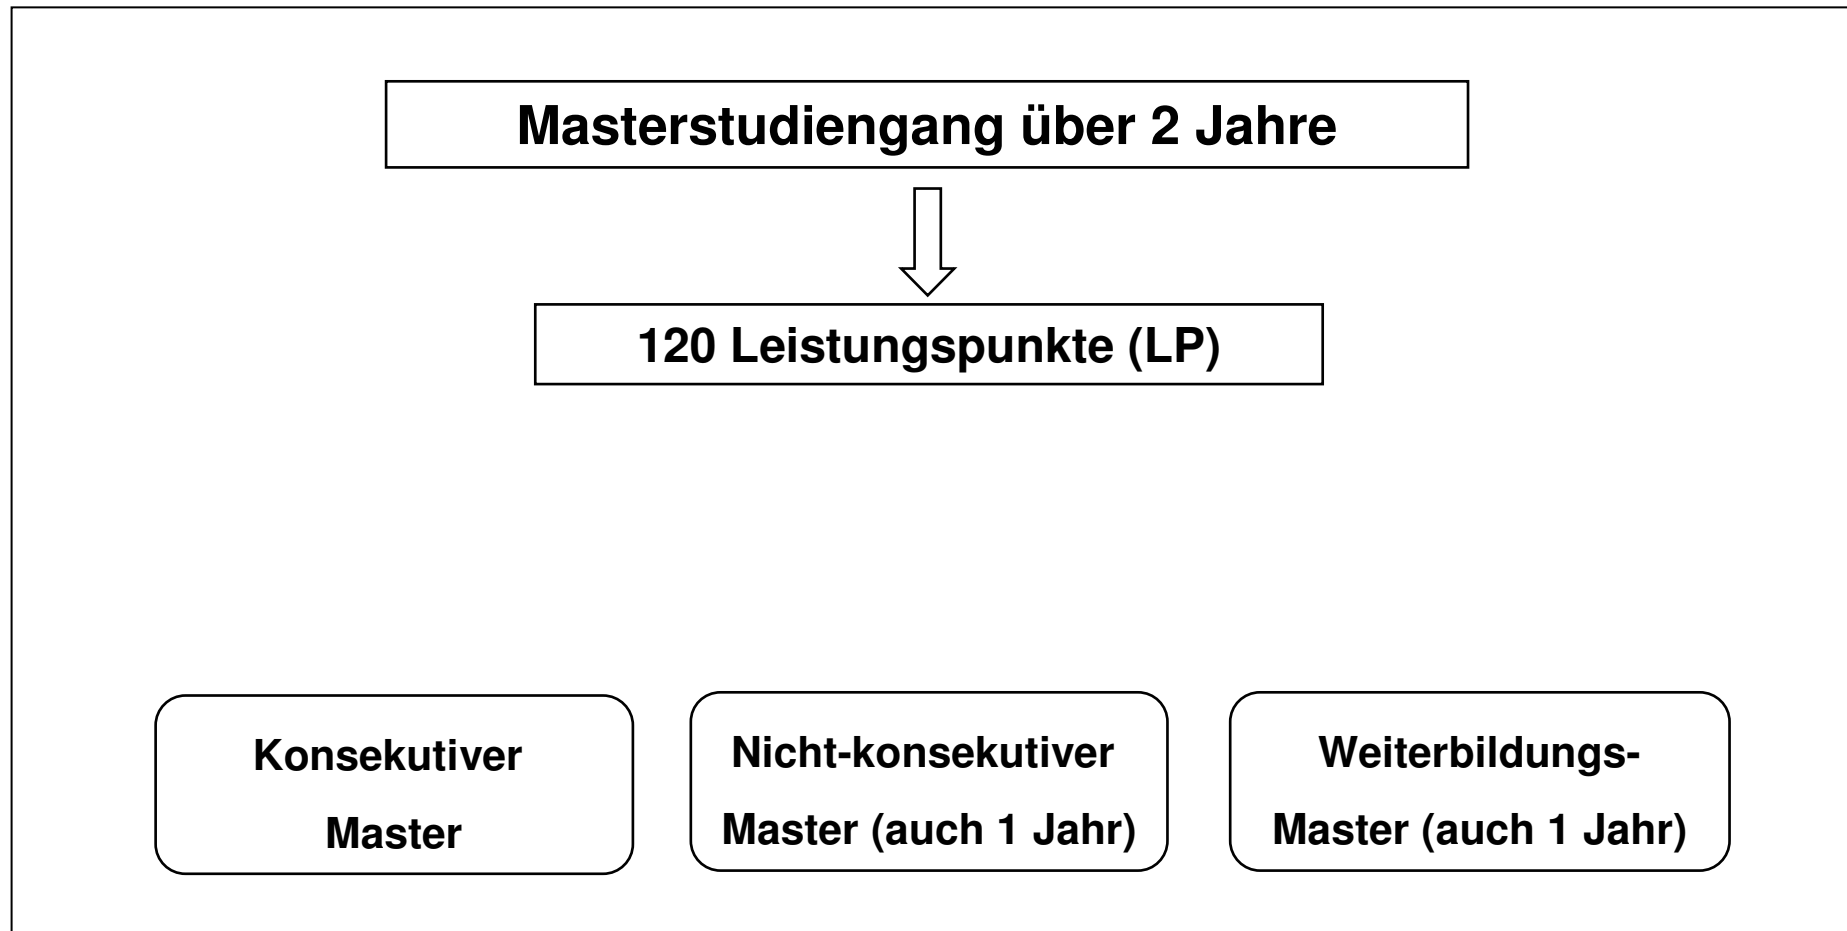 Masterstudiengang über 2 Jahre
120 Leistungspunkte (LP)
Konsekutiver
Master
Nicht-konsekutiver
Master (auch 1 Jahr)
Weiterbildungs-
Master (auch 1 Jahr)